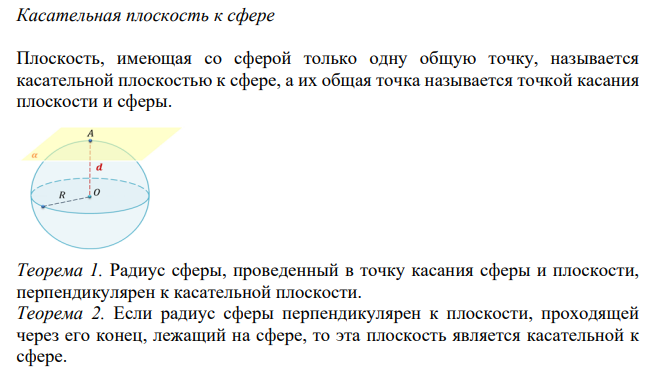 Касательная плоскость к сфере
Плоскость, имеющая со сферой только одну общую точку, называется
касательной плоскостью к сфере, а их общая точка называется точкой касания
плоскости и сферы.
A
α
d
R
O
Теорема 1. Радиус сферы, проведенный в точку касания сферы и плоскости,
перпендикулярен к касательной плоскости.
Теорема 2. Если радиус сферы перпендикулярен к плоскости, проходящей
через его конец, лежащий на сфере, то эта плоскость является касательной к
сфере.